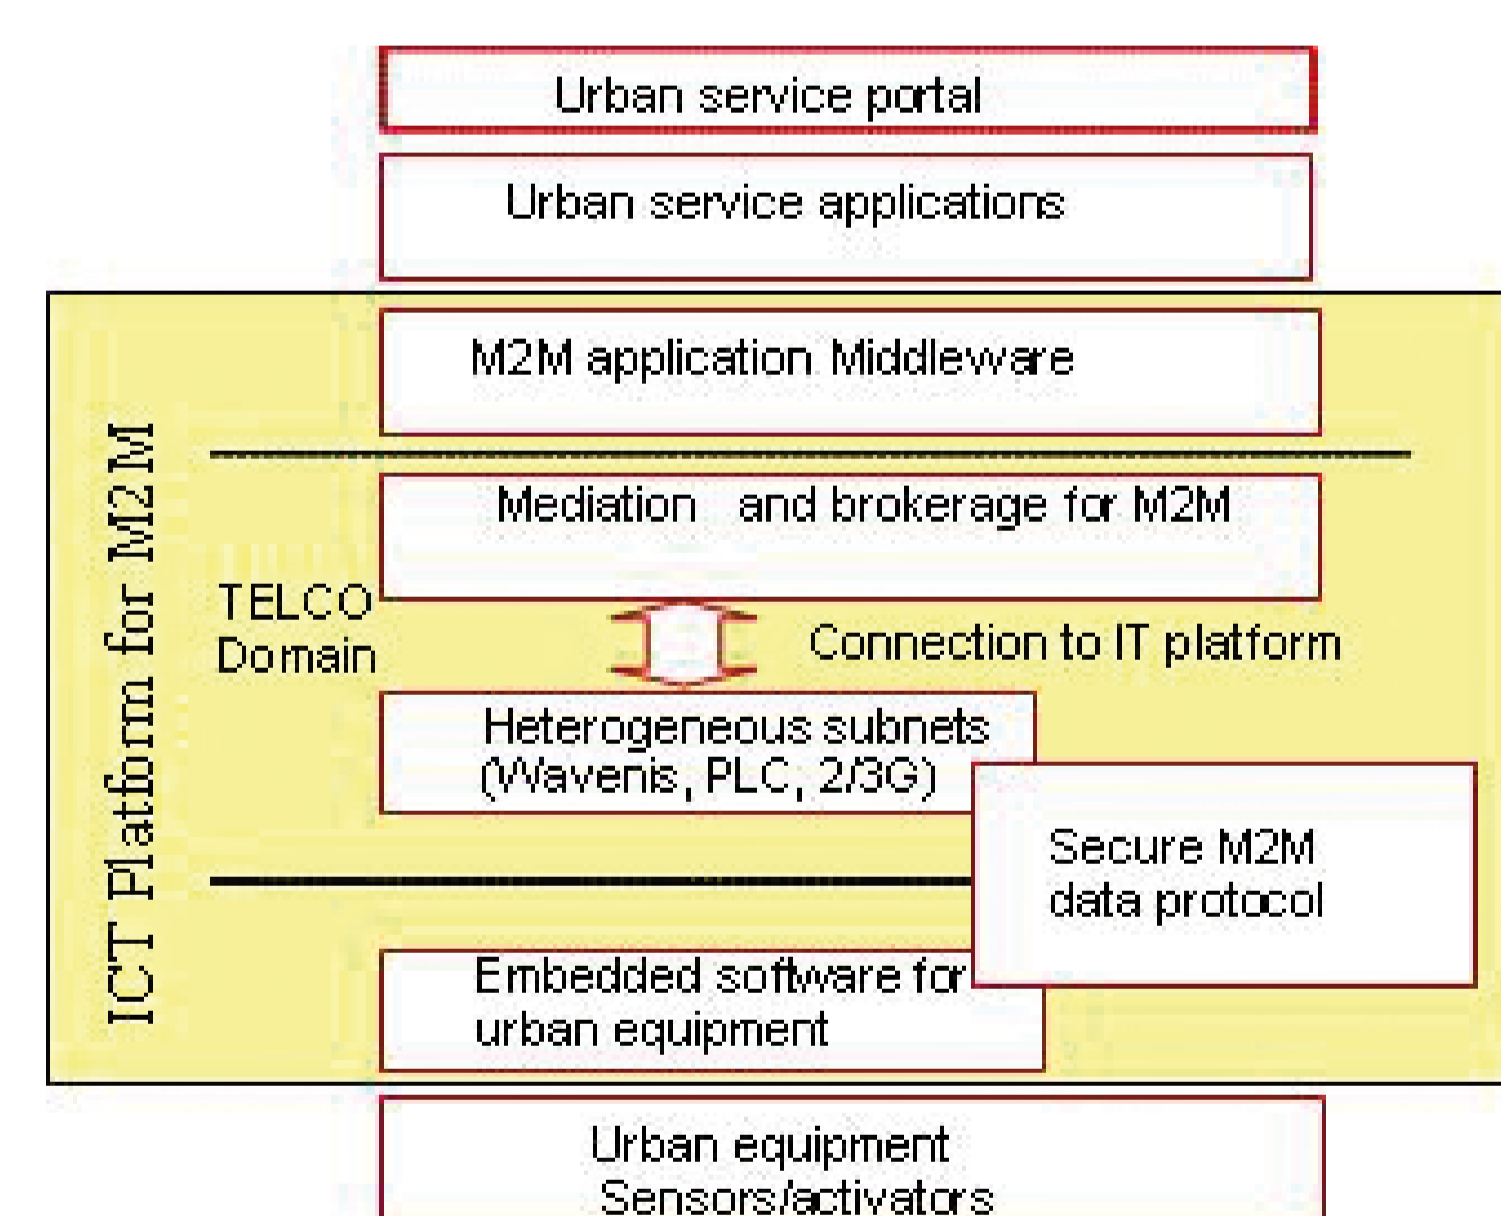 Urban service portal
Urban service applications
M2M application Middleware
Mediation and brokerage for M2M
TELCO
Domain
Connection to IT platform
Heterogeneous subnets
(Wavenis, PLC, 2/3G)
Secure M2M
data protocol
Embedded software for
urban equipment
Urban equipment
Sensors/activators
ICT Platform for M2M